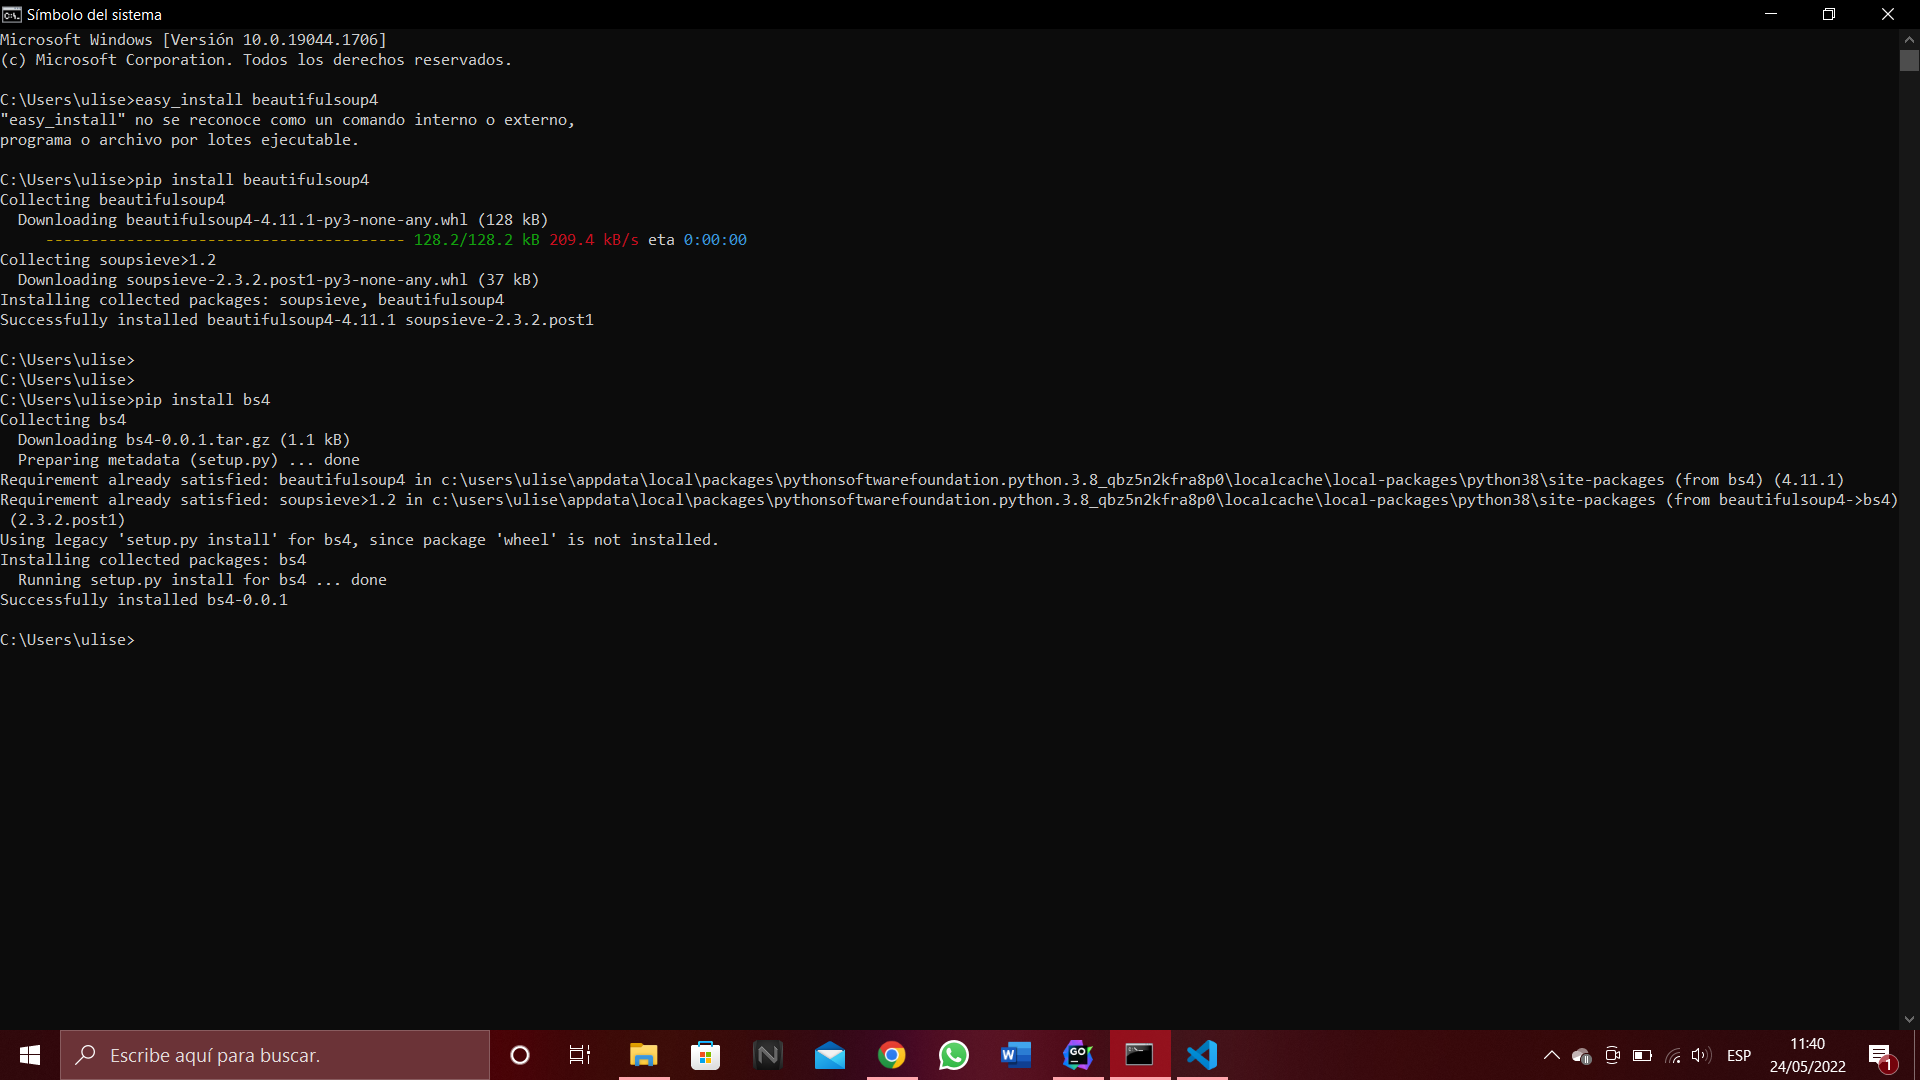 Símbolo del sistema
Microsoft Windows [Versión 10.0.19044.1706]
(c) Microsoft Corporation. Todos los derechos reservados.
C:\Users\ulise>easy_install beautifulsoup4
"easy_install" no se reconoce como un comando interno o externo,
programa o archivo por lotes ejecutable.
C:\Users\ulise>pip install beautifulsoup4
Collecting beautifulsoup4
  Downloading beautifulsoup4-4.11.1-py3-none-any.whl (128 kB)
     ---------------------------------------- 128.2/128.2 kB 209.4 kB/s eta 0:00:00
Collecting soupsieve>1.2
  Downloading soupsieve-2.3.2.post1-py3-none-any.whl (37 kB)
Installing collected packages: soupsieve, beautifulsoup4
Successfully installed beautifulsoup4-4.11.1 soupsieve-2.3.2.post1
C:\Users\ulise>
C:\Users\ulise>
C:\Users\ulise>pip install bs4
Collecting bs4
  Downloading bs4-0.0.1.tar.gz (1.1 kB)
  Preparing metadata (setup.py) ... done
Requirement already satisfied: beautifulsoup4 in c:\users\ulise\appdata\local\packages\pythonsoftwarefoundation.python.3.8_qbz5n2kfra8p0\localcache\local-packages\python38\site-packages (from bs4) (4.11.1)
Requirement already satisfied: soupsieve>1.2 in c:\users\ulise\appdata\local\packages\pythonsoftwarefoundation.python.3.8_qbz5n2kfra8p0\localcache\local-packages\python38\site-packages (from beautifulsoup4->bs4)
 (2.3.2.post1)
Using legacy 'setup.py install' for bs4, since package 'wheel' is not installed.
Installing collected packages: bs4
  Running setup.py install for bs4 ... done
Successfully installed bs4-0.0.1
C:\Users\ulise>
Escribe aquí para buscar.
ESP
11:40
24/05/2022
1